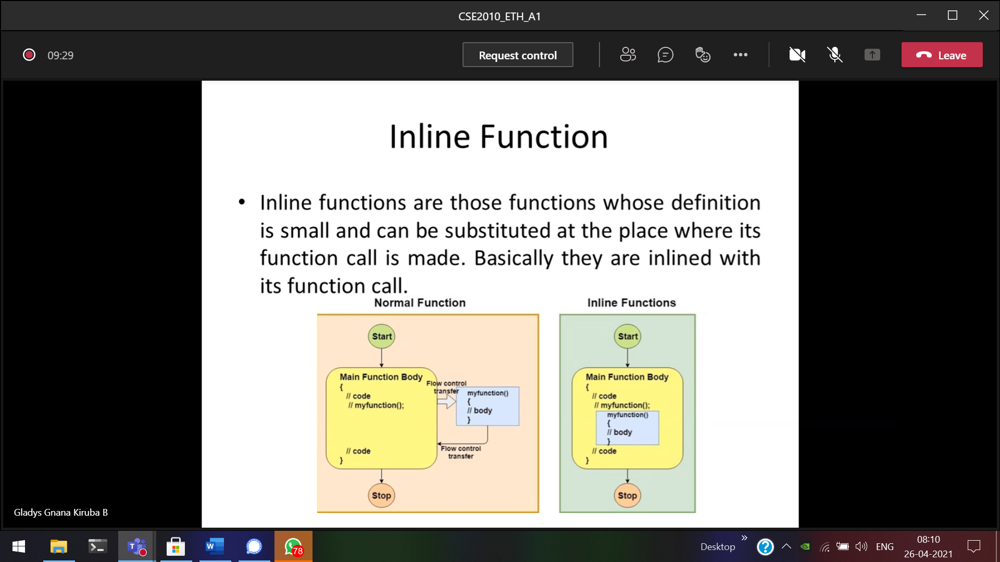 CSE2010_ETH_A1
09:29
Request control
Leave
Inline Function
• Inline functions are those functions whose definition
is small and can be substituted at the place where its
function call is made. Basically they are inlined with
its function call.
Normal Function
Start
Main Function Body
{
// code
// myfunction();
// code
}
Flow control
transfer
myfunction()
{
// body
}
Flow control
transfer
Stop
Inline Functions
Start
Main Function Body
{
// code
// myfunction();
myfunction()
{
// body
}
// code
}
Stop
Gladys Gnana Kiruba B
T
W
78
Desktop
»
?
ENG
08:10
26-04-2021